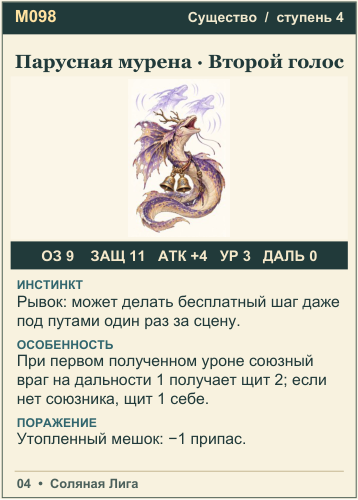 M098 Существо / ступень 4
Парусная мурена · Второй голос
ОЗ 9 ЗАЩ 11 АТК +4 УР 3 ДАЛЬ 0
ИНСТИНКТ
Рывок: может делать бесплатный шаг даже
под путами один раз за сцену.
ОСОБЕННОСТЬ
При первом полученном уроне союзный
враг на дальности 1 получает щит 2; если
нет союзника, щит 1 себе.
ПОРАЖЕНИЕ
Утопленный мешок: −1 припас.
04 • Соляная Лига